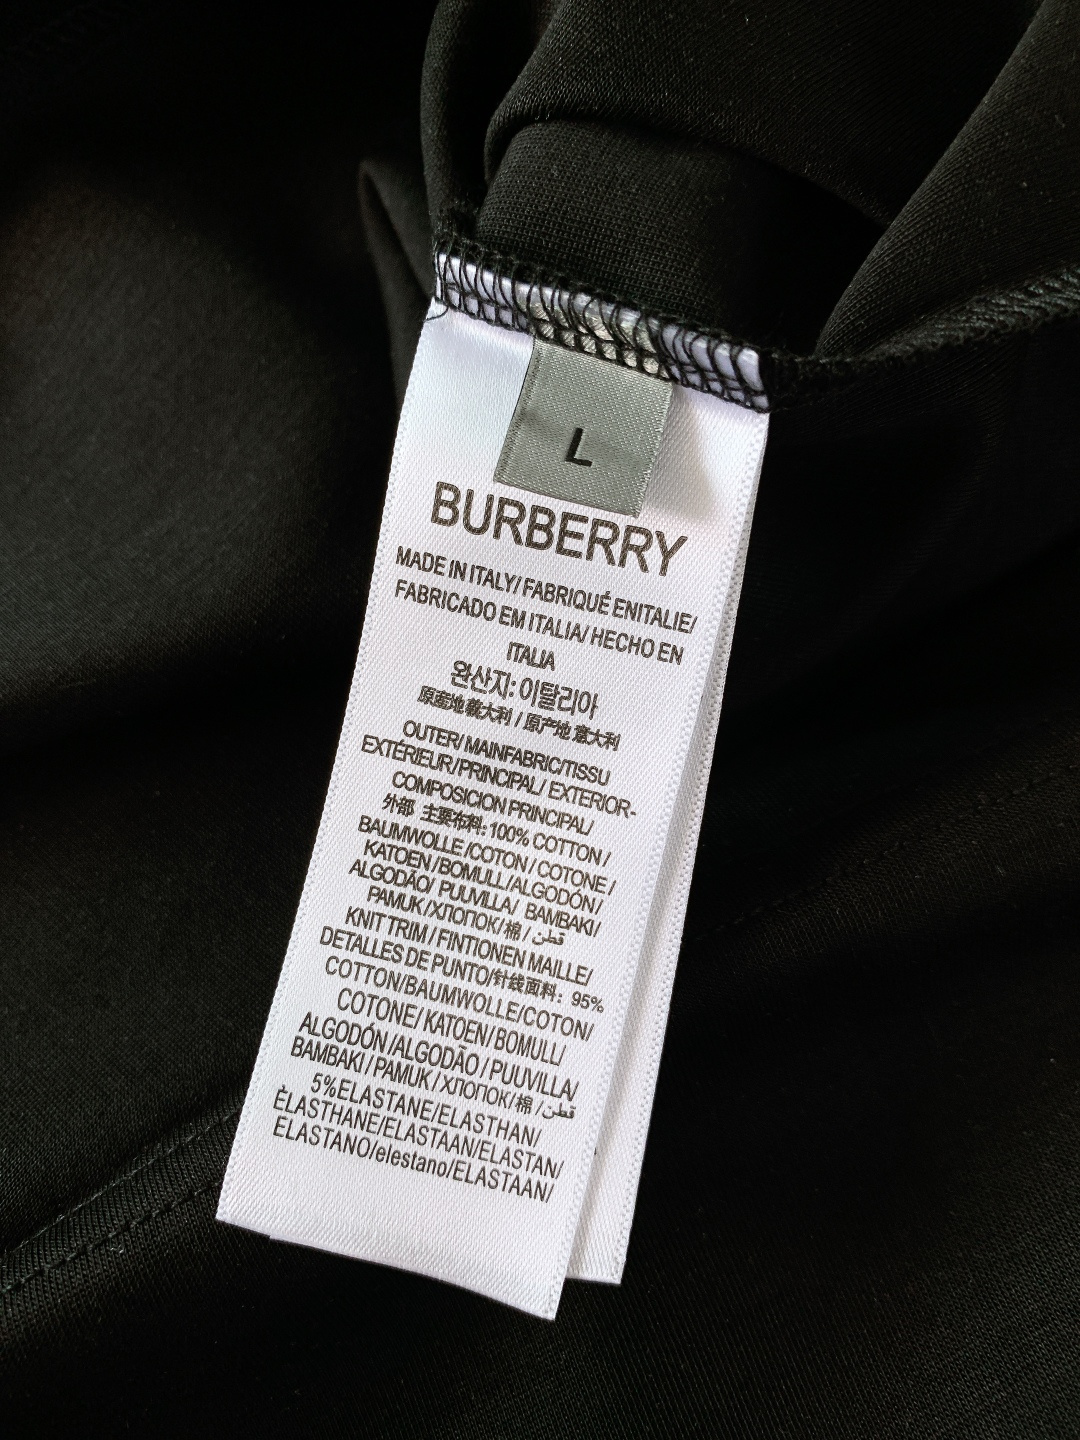 L
BURBERRY
MADE IN ITALY/ FABRIQUÉ ENITALIE/
FABRICADO EM ITALIA/ HECHO EN
ITALIA
완산지: 이탈리아
原産地 義大利 / 原产地 意大利
OUTER/ MAINFABRIC/TISSU
EXTÉRIEUR/PRINCIPAL/ EXTERIOR-
COMPOSICION PRINCIPAL/
外部 主要布料: 100% COTTON /
BAUMWOLLE /COTON / COTONE /
KATOEN/BOMULL/ALGODÓN/
ALGODÃO/ PUUVILLA/ BAMBAKI/
PAMUK/ХЛОПОК/棉 / قطن
KNIT TRIM / FINTIONEN MAILLE/
DETALLES DE PUNTO/针线面料: 95%
COTTON/BAUMWOLLE/COTON/
COTONE/ KATOEN/ BOMULL/
ALGODÓN /ALGODÃO / PUUVILLA/
BAMBAKI / PAMUK / ХЛОПОК/棉 /قطن
5%ELASTANE/ELASTHAN/
ÉLASTHANE/ELASTAAN/ELASTAN/
ELASTANO/elestano/ELASTAAN/